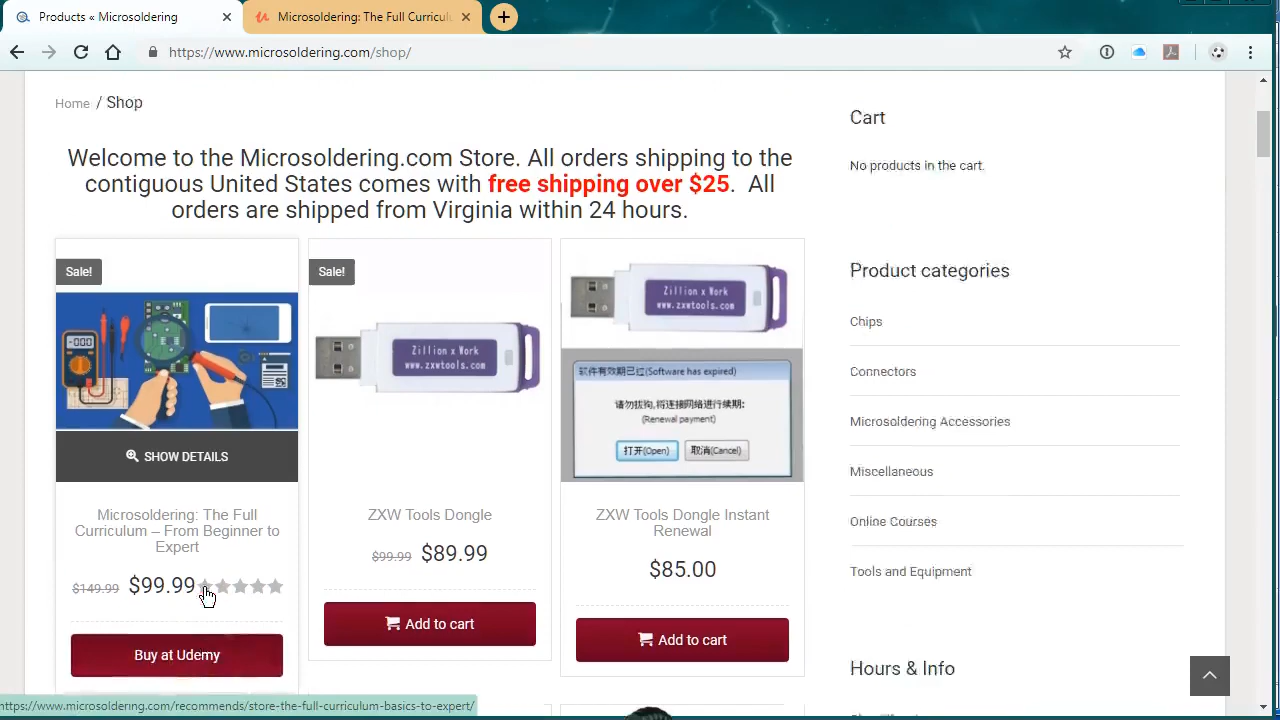 Products « Microsoldering
Microsoldering: The Full Curricul
https://www.microsoldering.com/shop/
Home / Shop
Welcome to the Microsoldering.com Store. All orders shipping to the
contiguous United States comes with free shipping over $25. All
orders are shipped from Virginia within 24 hours.
Sale!
SHOW DETAILS
Microsoldering: The Full
Curriculum – From Beginner to
Expert
$149.99 $99.99
Buy at Udemy
Sale!
Zillion x Work
www.zxwtools.com
ZXW Tools Dongle
$99.99 $89.99
Add to cart
Zillion x Work
www.zxwtools.com
软件有效期已过(Software has expired)
请勿拔狗,将连接网络进行续期:
(Renewal payment)
打开(Open) 取消(Cancel)
ZXW Tools Dongle Instant
Renewal
$85.00
Add to cart
Cart
No products in the cart.
Product categories
Chips
Connectors
Microsoldering Accessories
Miscellaneous
Online Courses
Tools and Equipment
Hours & Info
https://www.microsoldering.com/recommends/store-the-full-curriculum-basics-to-expert/